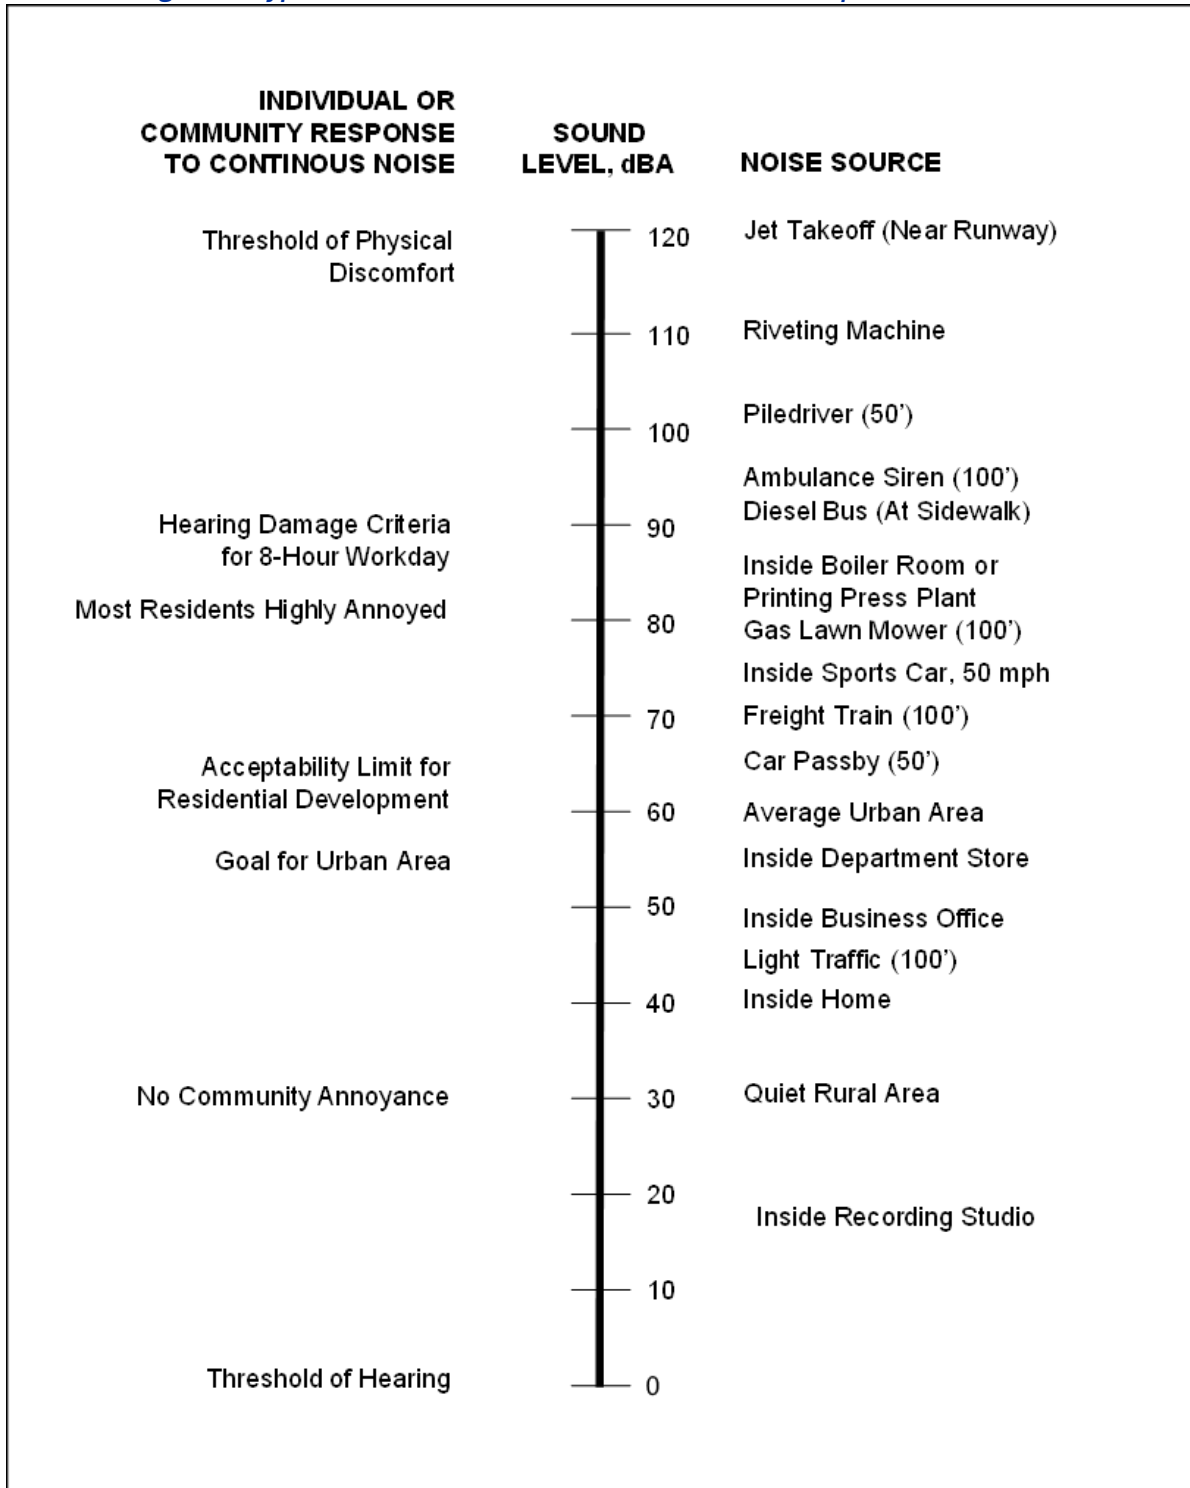 INDIVIDUAL OR
COMMUNITY RESPONSE
TO CONTINOUS NOISE
SOUND
LEVEL, dBA
NOISE SOURCE
Threshold of Physical
Discomfort
120
Jet Takeoff (Near Runway)
110
Riveting Machine
100
Piledriver (50’)
Ambulance Siren (100’)
Hearing Damage Criteria
for 8-Hour Workday
90
Diesel Bus (At Sidewalk)
Inside Boiler Room or
Printing Press Plant
Most Residents Highly Annoyed
80
Gas Lawn Mower (100’)
Inside Sports Car, 50 mph
70
Freight Train (100’)
Acceptability Limit for
Residential Development
Car Passby (50’)
60
Average Urban Area
Goal for Urban Area
Inside Department Store
50
Inside Business Office
Light Traffic (100’)
40
Inside Home
No Community Annoyance
30
Quiet Rural Area
20
Inside Recording Studio
10
Threshold of Hearing
0